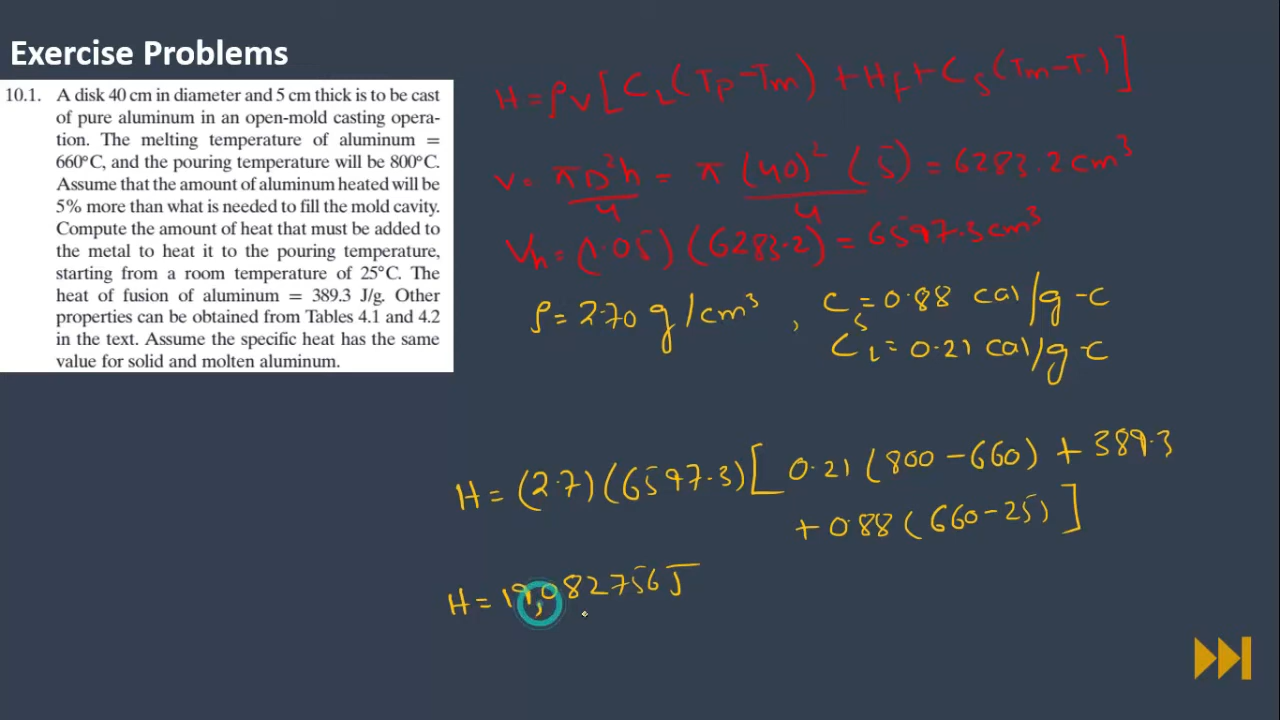 Exercise Problems
10.1. A disk 40 cm in diameter and 5 cm thick is to be cast
of pure aluminum in an open-mold casting opera-
tion. The melting temperature of aluminum =
660°C, and the pouring temperature will be 800°C.
Assume that the amount of aluminum heated will be
5% more than what is needed to fill the mold cavity.
Compute the amount of heat that must be added to
the metal to heat it to the pouring temperature,
starting from a room temperature of 25°C. The
heat of fusion of aluminum = 389.3 J/g. Other
properties can be obtained from Tables 4.1 and 4.2
in the text. Assume the specific heat has the same
value for solid and molten aluminum.
H = ρV[C_L(Tp-Tm) + H_f + C_s(Tm-T.)]
V = πD²h/4 = π(40)²(5)/4 = 6283.2 cm³
V_h = (1.05)(6283.2) = 6597.3 cm³
ρ = 2.70 g/cm³, C_s = 0.88 cal/g-c
C_L = 0.21 cal/g-c
H = (2.7)(6597.3)[0.21(800-660) + 389.3
+ 0.88(660-25)]
H = 19,082756 J